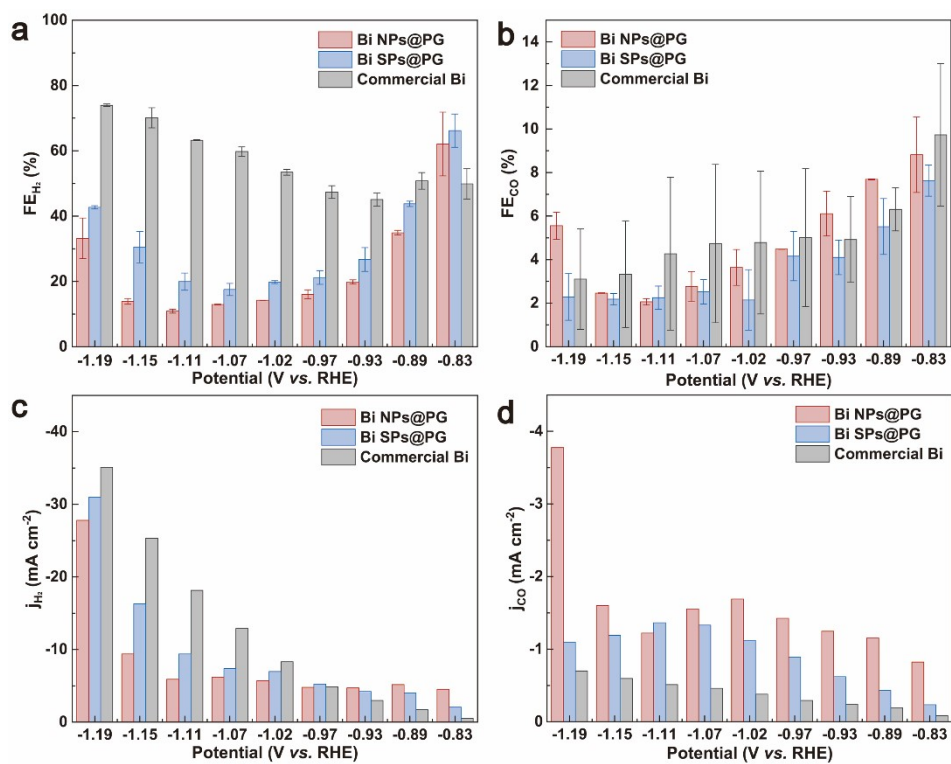 a
100
80
60
40
20
0
FE_H₂ (%)
Bi NPs@PG
Bi SPs@PG
Commercial Bi
-1.19 -1.15 -1.11 -1.07 -1.02 -0.97 -0.93 -0.89 -0.83
Potential (V vs. RHE)
b
14
12
10
8
6
4
2
0
FE_CO (%)
Bi NPs@PG
Bi SPs@PG
Commercial Bi
-1.19 -1.15 -1.11 -1.07 -1.02 -0.97 -0.93 -0.89 -0.83
Potential (V vs. RHE)
c
-40
-30
-20
-10
0
j_H₂ (mA cm⁻²)
Bi NPs@PG
Bi SPs@PG
Commercial Bi
-1.19 -1.15 -1.11 -1.07 -1.02 -0.97 -0.93 -0.89 -0.83
Potential (V vs. RHE)
d
-4
-3
-2
-1
0
j_CO (mA cm⁻²)
Bi NPs@PG
Bi SPs@PG
Commercial Bi
-1.19 -1.15 -1.11 -1.07 -1.02 -0.97 -0.93 -0.89 -0.83
Potential (V vs. RHE)